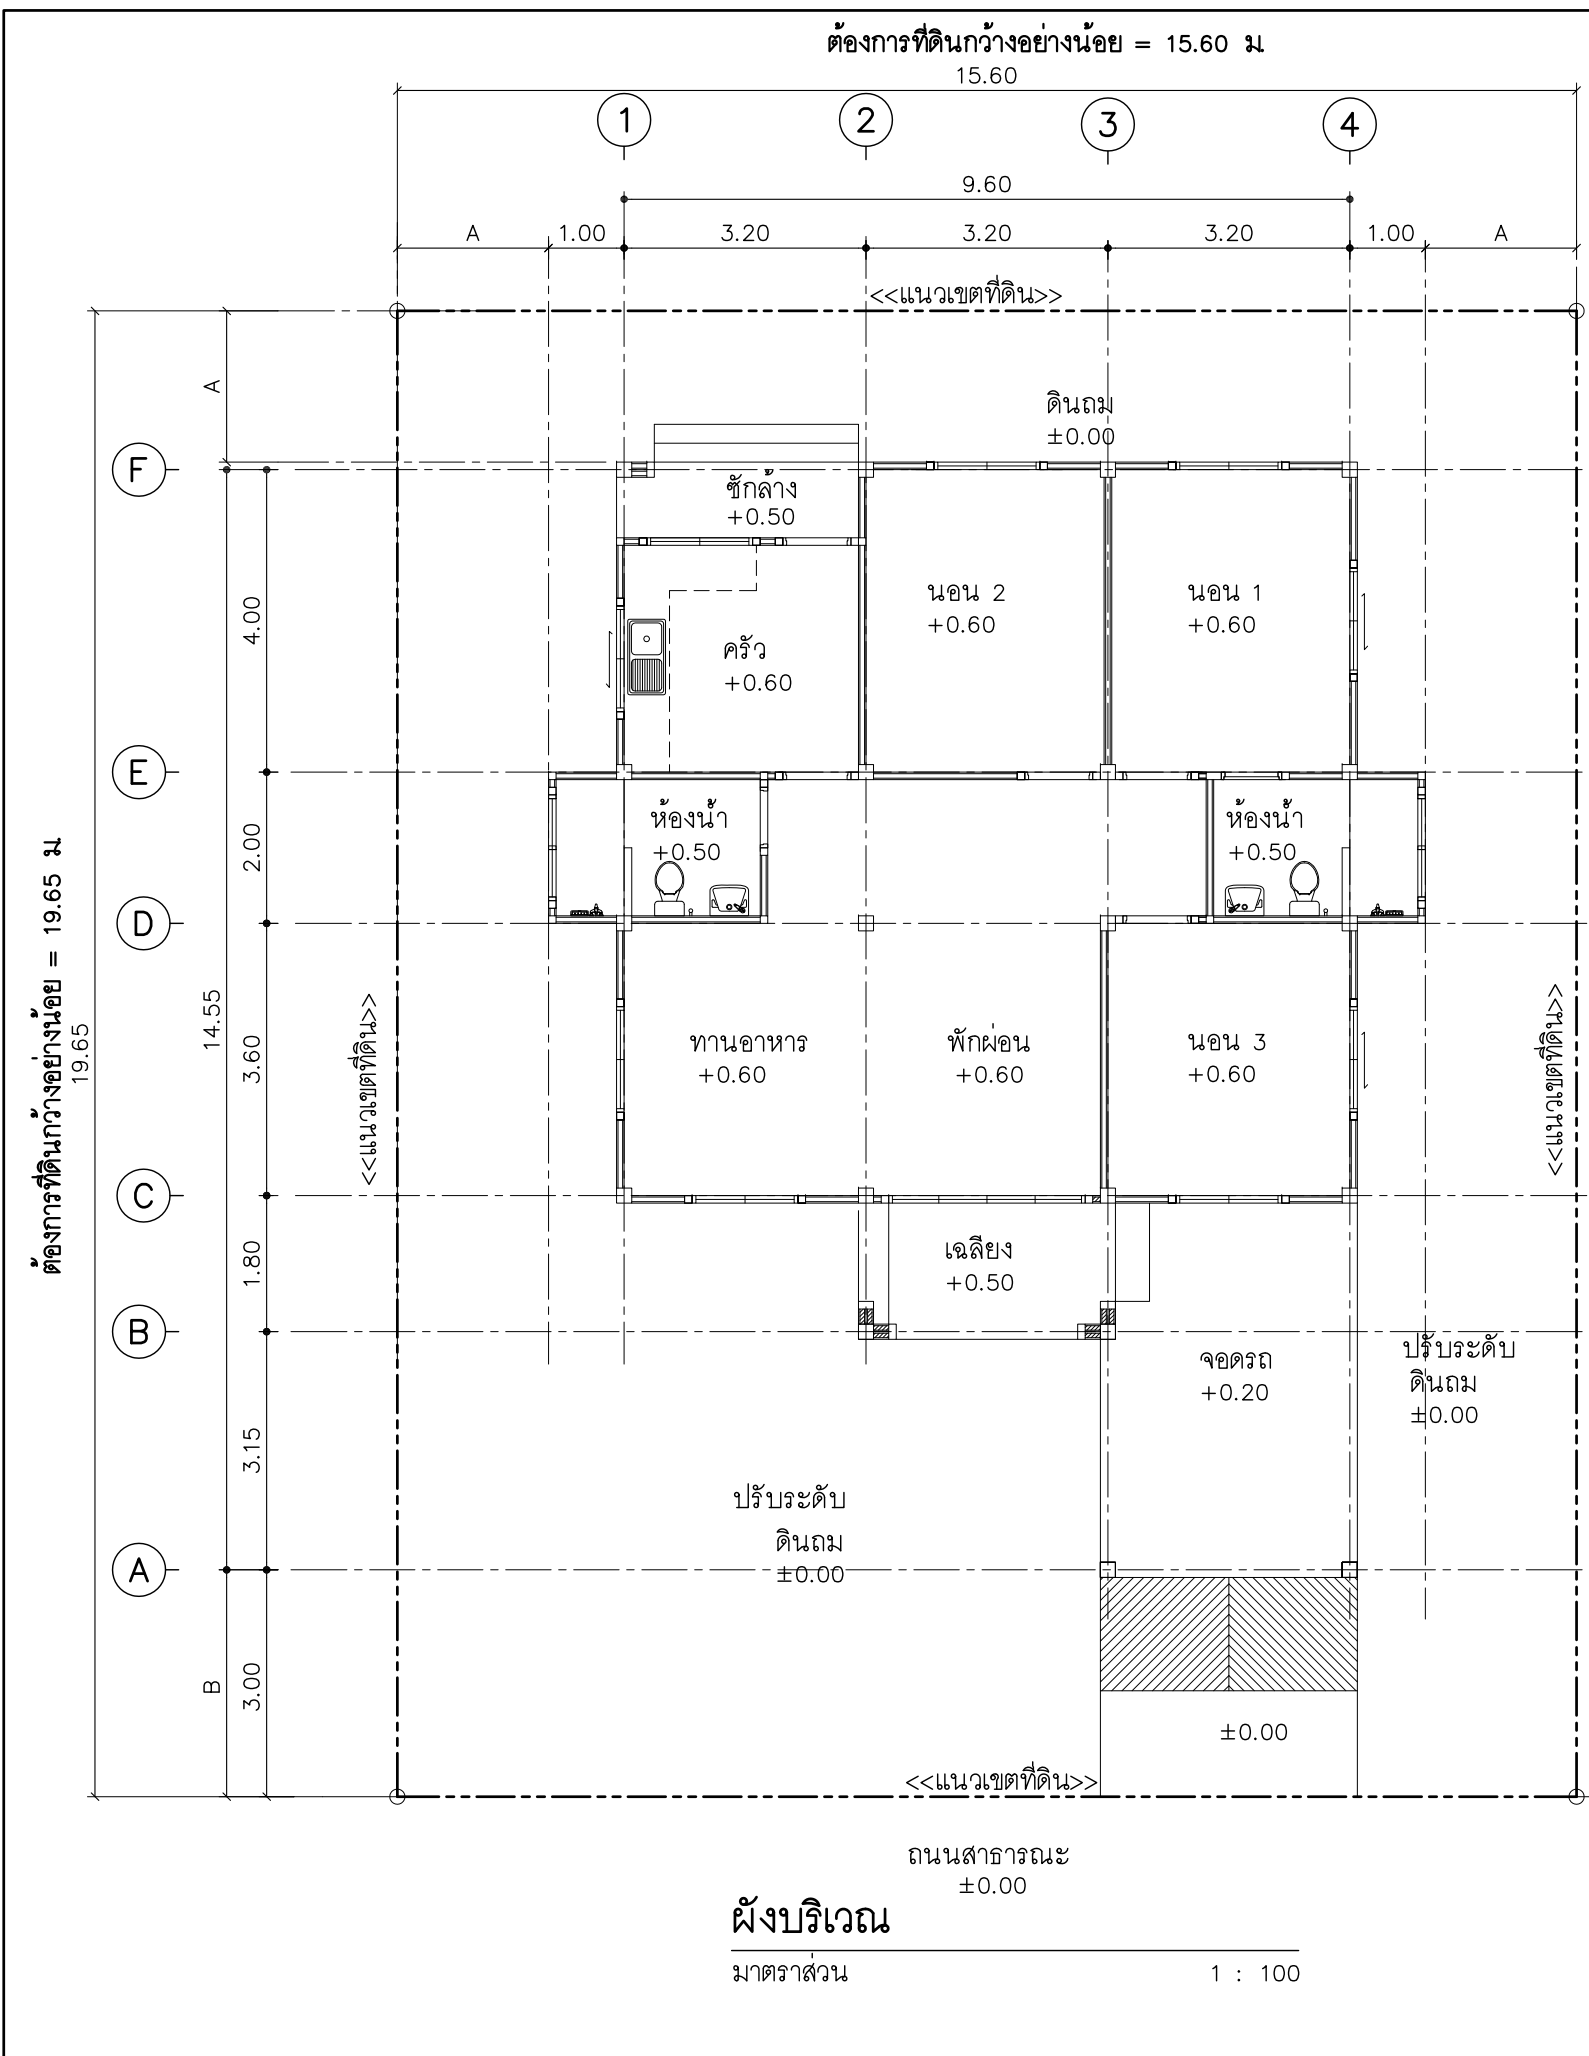 ต้องการที่ดินกว้างอย่างน้อย = 15.60 ม.
15.60
1
2
3
4
9.60
A
1.00
3.20
3.20
3.20
1.00
A
<<แนวเขตที่ดิน>>
A
ดินถม
±0.00
F
ซักล้าง
+0.50
4.00
นอน 2
+0.60
นอน 1
+0.60
ครัว
+0.60
E
ห้องน้ำ
+0.50
ห้องน้ำ
+0.50
2.00
D
ต้องการที่ดินกว้างอย่างน้อย = 19.65 ม.
19.65
14.55
3.60
<<แนวเขตที่ดิน>>
ทานอาหาร
+0.60
พักผ่อน
+0.60
นอน 3
+0.60
<<แนวเขตที่ดิน>>
C
1.80
เฉลียง
+0.50
B
จอดรถ
+0.20
ปรับระดับ
ดินถม
±0.00
3.15
ปรับระดับ
ดินถม
±0.00
A
B
3.00
±0.00
<<แนวเขตที่ดิน>>
ถนนสาธารณะ
±0.00
ผังบริเวณ
มาตราส่วน 1 : 100